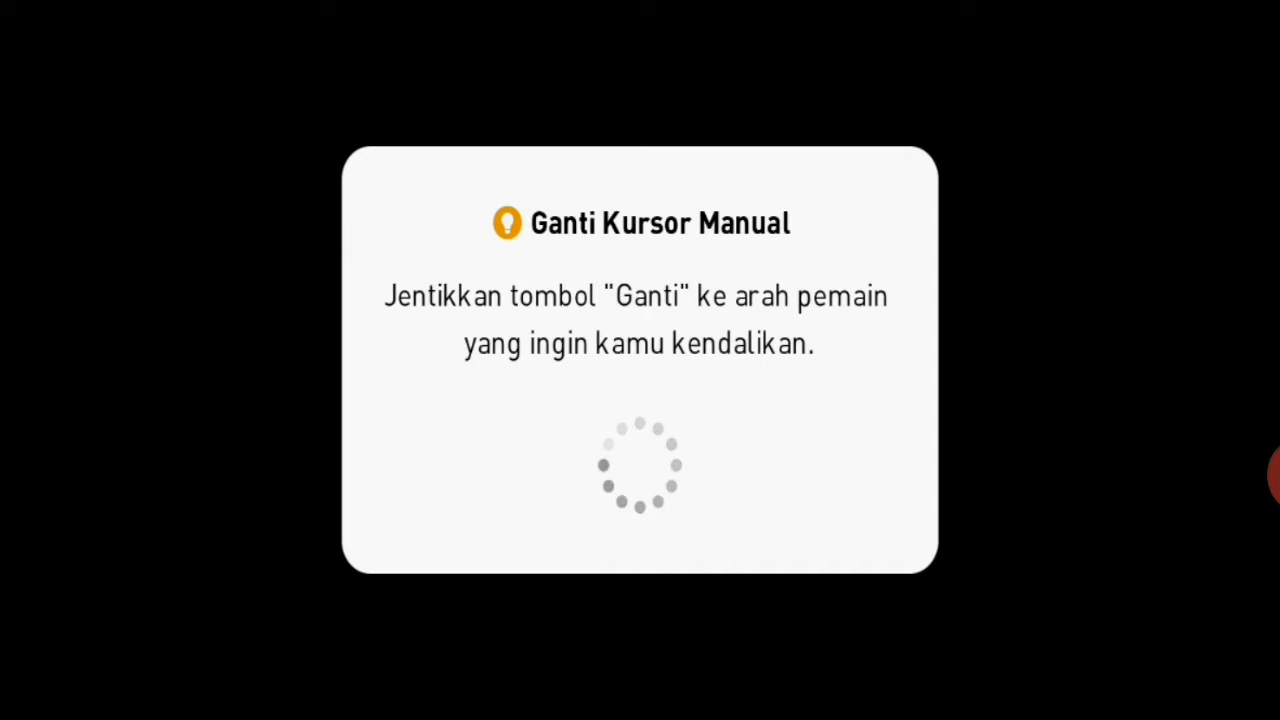 Ganti Kursor Manual
Jentikkan tombol "Ganti" ke arah pemain
yang ingin kamu kendalikan.